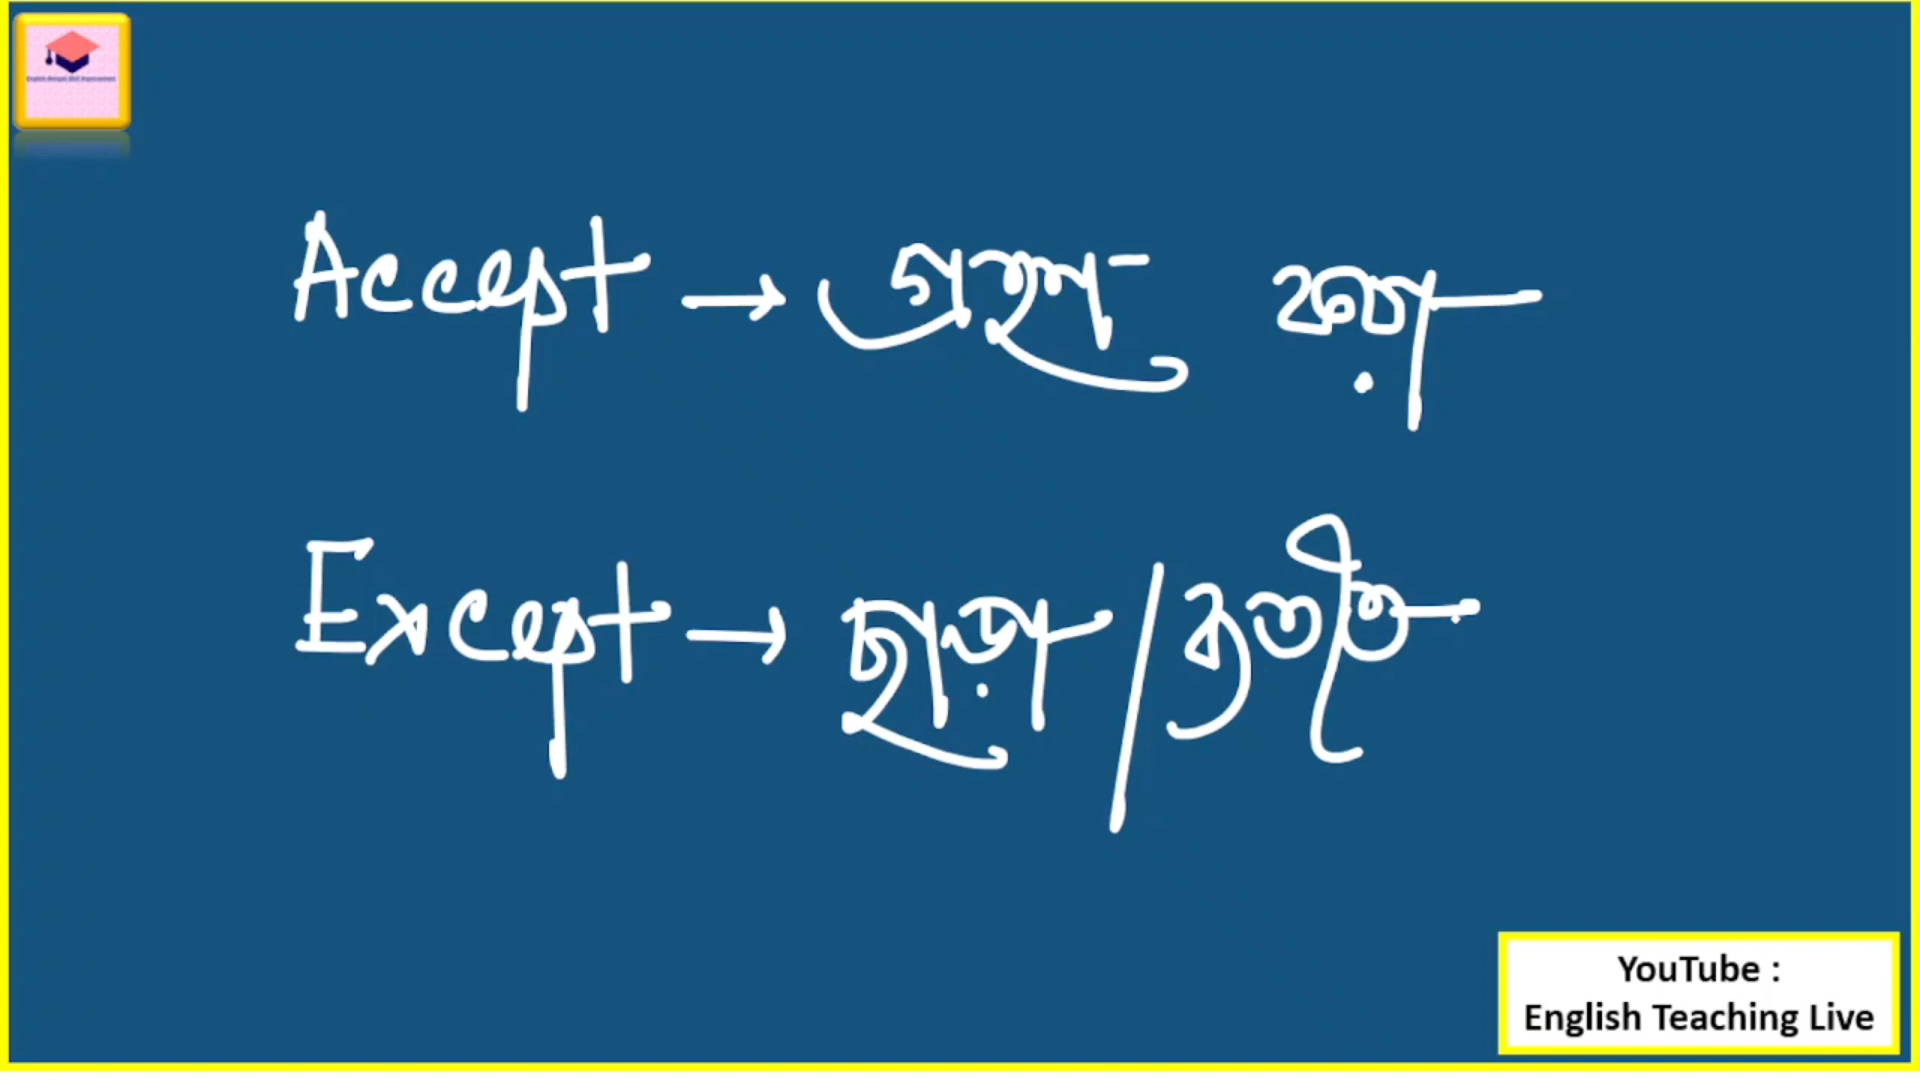 Accept → গ্রহণ করা
Except → ছাড়া / ব্যতীত
YouTube :
English Teaching Live